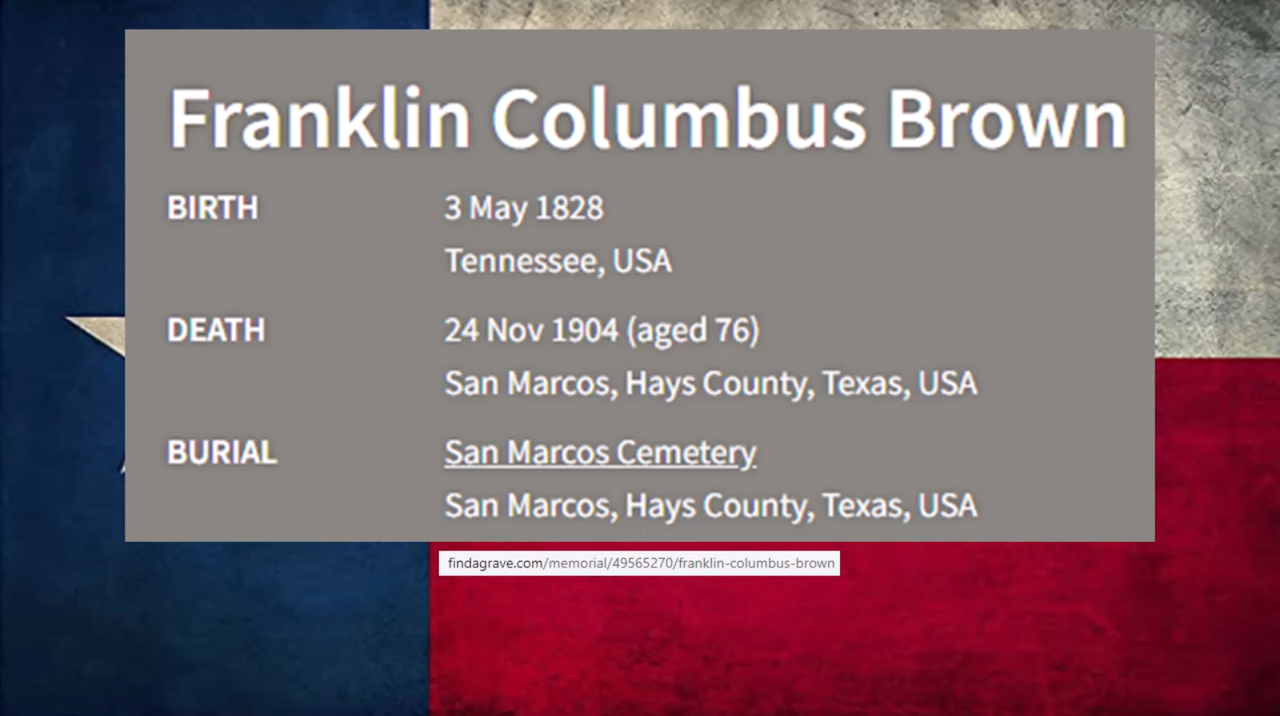 Franklin Columbus Brown
BIRTH 3 May 1828
Tennessee, USA
DEATH 24 Nov 1904 (aged 76)
San Marcos, Hays County, Texas, USA
BURIAL San Marcos Cemetery
San Marcos, Hays County, Texas, USA
findagrave.com/memorial/49565270/franklin-columbus-brown